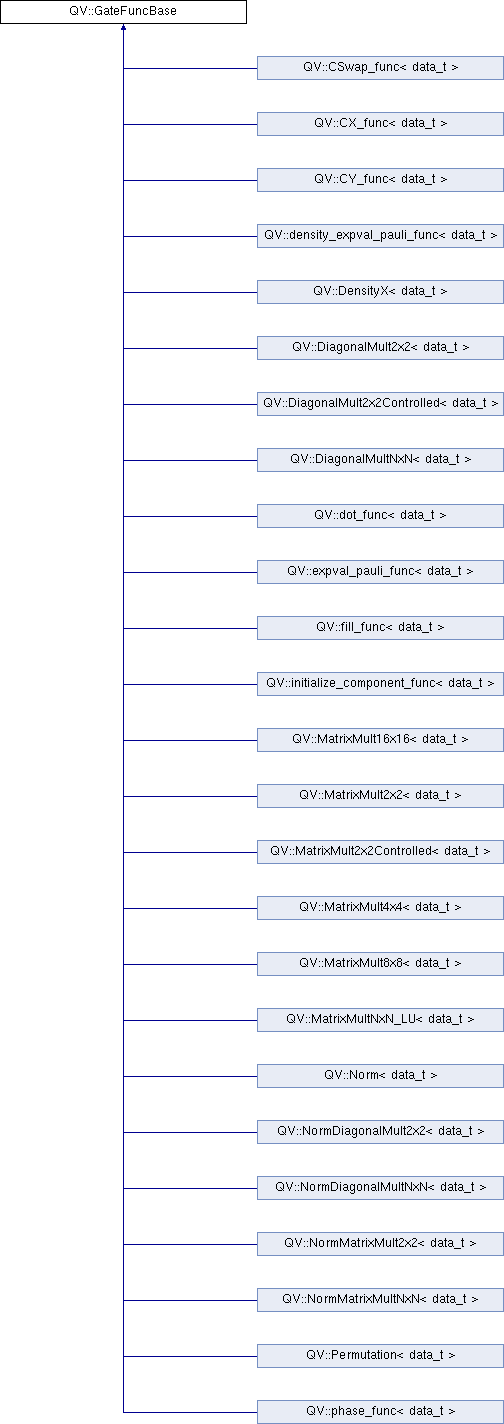 QV::GateFuncBase
QV::CSwap_func< data_t >
QV::CX_func< data_t >
QV::CY_func< data_t >
QV::density_expval_pauli_func< data_t >
QV::DensityX< data_t >
QV::DiagonalMult2x2< data_t >
QV::DiagonalMult2x2Controlled< data_t >
QV::DiagonalMultNxN< data_t >
QV::dot_func< data_t >
QV::expval_pauli_func< data_t >
QV::fill_func< data_t >
QV::initialize_component_func< data_t >
QV::MatrixMult16x16< data_t >
QV::MatrixMult2x2< data_t >
QV::MatrixMult2x2Controlled< data_t >
QV::MatrixMult4x4< data_t >
QV::MatrixMult8x8< data_t >
QV::MatrixMultNxN_LU< data_t >
QV::Norm< data_t >
QV::NormDiagonalMult2x2< data_t >
QV::NormDiagonalMultNxN< data_t >
QV::NormMatrixMult2x2< data_t >
QV::NormMatrixMultNxN< data_t >
QV::Permutation< data_t >
QV::phase_func< data_t >